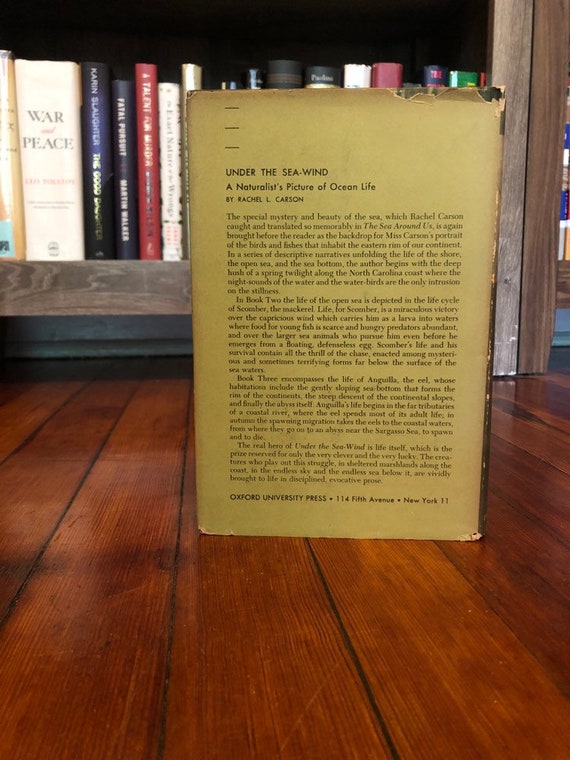 WAR
and
PEACE
LEO TOLSTOY
KARIN SLAUGHTER
THE GOOD DAUGHTER
FATAL PURSUIT
MARTIN WALKER
A TALENT FOR MURDER
Paolina
UNDER THE SEA-WIND
A Naturalist's Picture of Ocean Life
BY RACHEL L. CARSON
The special mystery and beauty of the sea, which Rachel Carson
caught and translated so memorably in The Sea Around Us, is again
brought before the reader as the backdrop for Miss Carson's portrait
of the birds and fishes that inhabit the eastern rim of our continent.
In a series of descriptive narratives unfolding the life of the shore,
the open sea, and the sea bottom, the author begins with the deep
hush of a spring twilight along the North Carolina coast where the
night-sounds of the water and the water-birds are the only intrusion
on the stillness.
In Book Two the life of the open sea is depicted in the life cycle
of Scomber, the mackerel. Life, for Scomber, is a miraculous victory
over the capricious wind which carries him as a larva into waters
where food for young fish is scarce and hungry predators abundant,
and over the larger sea animals who pursue him even before he
emerges from a floating, defenseless egg. Scomber's life and his
survival contain all the thrill of the chase, enacted among mysteri-
ous and sometimes terrifying forms far below the surface of the
sea waters.
Book Three encompasses the life of Anguilla, the eel, whose
habitations include the gently sloping sea-bottom that forms the
rim of the continents, the steep descent of the continental slopes,
and finally the abyss itself. Anguilla's life begins in the far tributaries
of a coastal river, where the eel spends most of its adult life; in
autumn the spawning migration takes the eels to the coastal waters,
from where they go on to an abyss near the Sargasso Sea, to spawn
and to die.
The real hero of Under the Sea-Wind is life itself, which is the
prize reserved for only the very clever and the very lucky. The crea-
tures who play out this struggle, in sheltered marshlands along the
coast, in the endless sky and the endless sea below it, are vividly
brought to life in disciplined, evocative prose.
OXFORD UNIVERSITY PRESS • 114 Fifth Avenue • New York 11